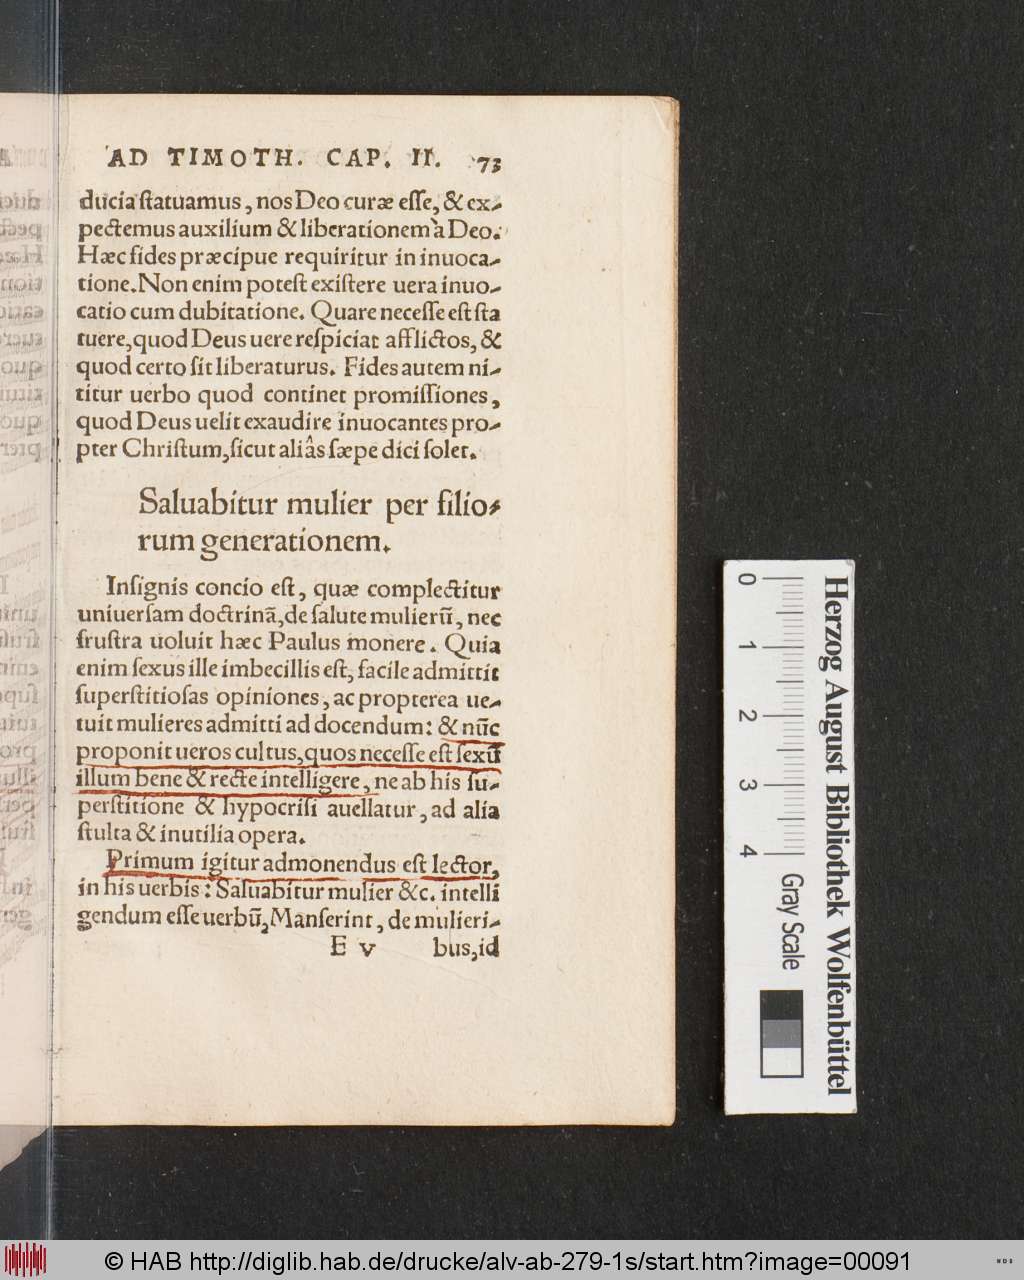 AD TIMOTH. CAP. II. 73
ducia ſtatuamus, nos Deo curæ eſſe, & ex-
pectemus auxilium & liberationem à Deo.
Hæc fides præcipue requiritur in inuoca-
tione. Non enim poteſt exiſtere uera inuo-
catio cum dubitatione. Quare neceſſe eſt ſta
tuere, quod Deus uere reſpiciat afflictos, &
quod certo ſit liberaturus. Fides autem ni-
titur uerbo quod continet promiſſiones,
quod Deus uelit exaudire inuocantes pro-
pter Chriſtum, ſicut aliâs ſæpe dici ſolet.
Saluabitur mulier per filio-
rum generationem.
Inſignis concio eſt, quæ complectitur
uniuerſam doctrinã, de ſalute mulierũ, nec
fruſtra uoluit hæc Paulus monere. Quia
enim ſexus ille imbecillis eſt, facile admittit
ſuperſtitioſas opiniones, ac propterea ue-
tuit mulieres admitti ad docendum: & nũc
proponit ueros cultus, quos neceſſe eſt ſexũ
illum bene & recte intelligere, ne ab his ſu-
perſtitione & hypocriſi auellatur, ad alia
ſtulta & inutilia opera.
Primum igitur admonendus eſt lector,
in his uerbis: Saluabitur mulier &c. intelli
gendum eſſe uerbũ, Manſerint, de mulieri-
E v bus, id
0 1 2 3 4 Gray Scale
Herzog August Bibliothek Wolfenbüttel
© HAB http://diglib.hab.de/drucke/alv-ab-279-1s/start.htm?image=00091